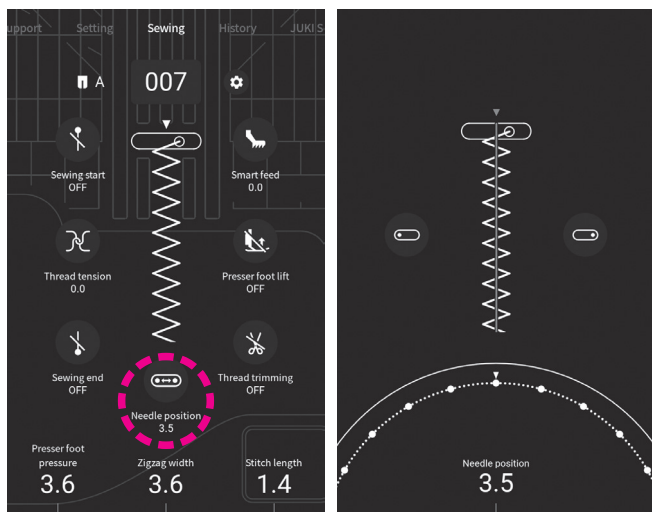 upport Setting Sewing History JUKI S
A 007
Sewing start
OFF
Smart feed
0.0
Thread tension
0.0
Presser foot lift
OFF
Sewing end
OFF
Thread trimming
OFF
Needle position
3.5
Presser foot
pressure
3.6
Zigzag width
3.6
Stitch length
1.4
Needle position
3.5